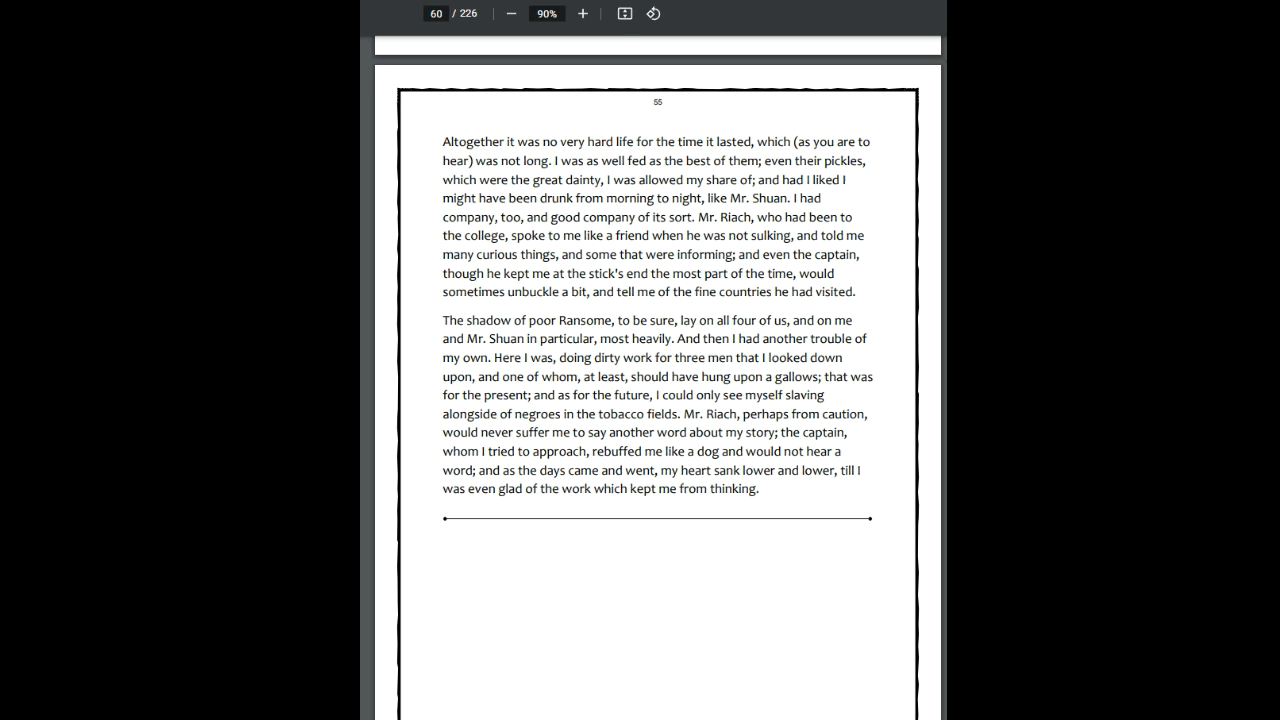 60 / 226 — 90% +
55
Altogether it was no very hard life for the time it lasted, which (as you are to
hear) was not long. I was as well fed as the best of them; even their pickles,
which were the great dainty, I was allowed my share of; and had I liked I
might have been drunk from morning to night, like Mr. Shuan. I had
company, too, and good company of its sort. Mr. Riach, who had been to
the college, spoke to me like a friend when he was not sulking, and told me
many curious things, and some that were informing; and even the captain,
though he kept me at the stick's end the most part of the time, would
sometimes unbuckle a bit, and tell me of the fine countries he had visited.
The shadow of poor Ransome, to be sure, lay on all four of us, and on me
and Mr. Shuan in particular, most heavily. And then I had another trouble of
my own. Here I was, doing dirty work for three men that I looked down
upon, and one of whom, at least, should have hung upon a gallows; that was
for the present; and as for the future, I could only see myself slaving
alongside of negroes in the tobacco fields. Mr. Riach, perhaps from caution,
would never suffer me to say another word about my story; the captain,
whom I tried to approach, rebuffed me like a dog and would not hear a
word; and as the days came and went, my heart sank lower and lower, till I
was even glad of the work which kept me from thinking.